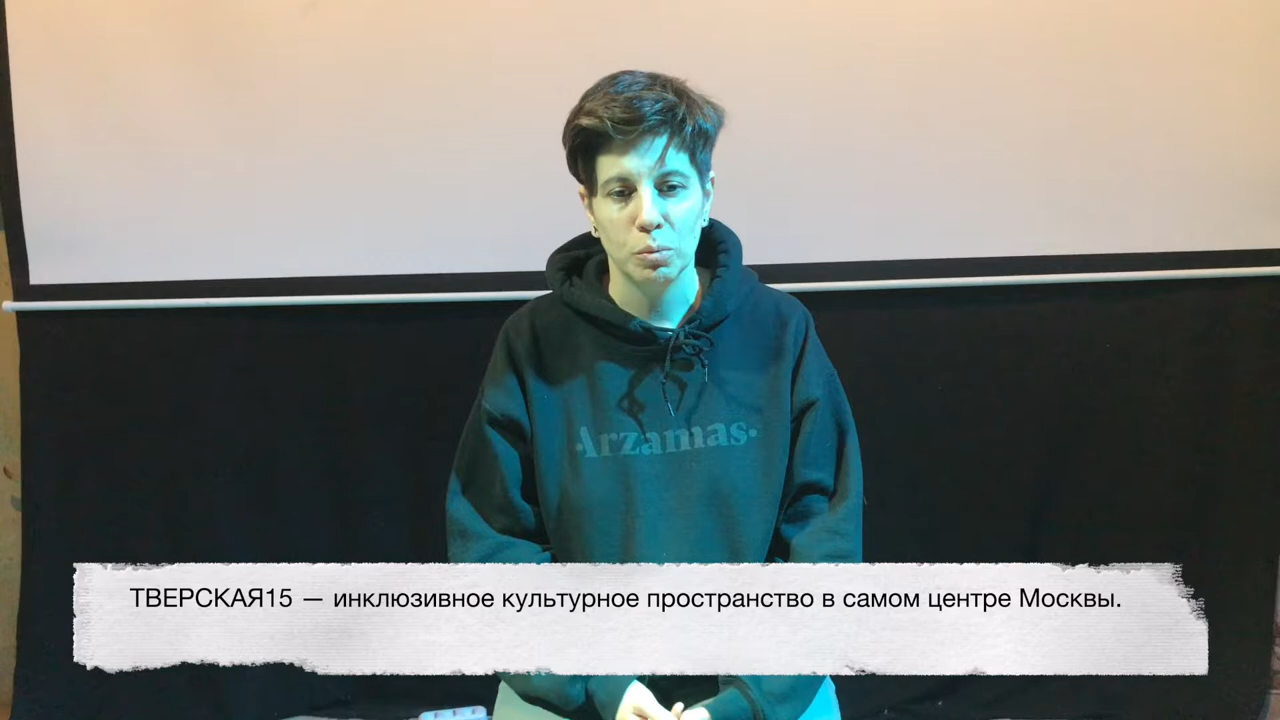 ·Arzamas·
ТВЕРСКАЯ15 — инклюзивное культурное пространство в самом центре Москвы.